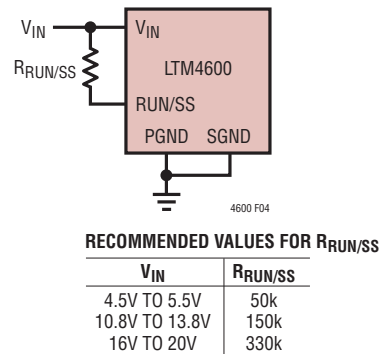 VIN VIN
RRUN/SS LTM4600
RUN/SS
PGND SGND
4600 F04
RECOMMENDED VALUES FOR RRUN/SS
VIN RRUN/SS
4.5V TO 5.5V 50k
10.8V TO 13.8V 150k
16V TO 20V 330k